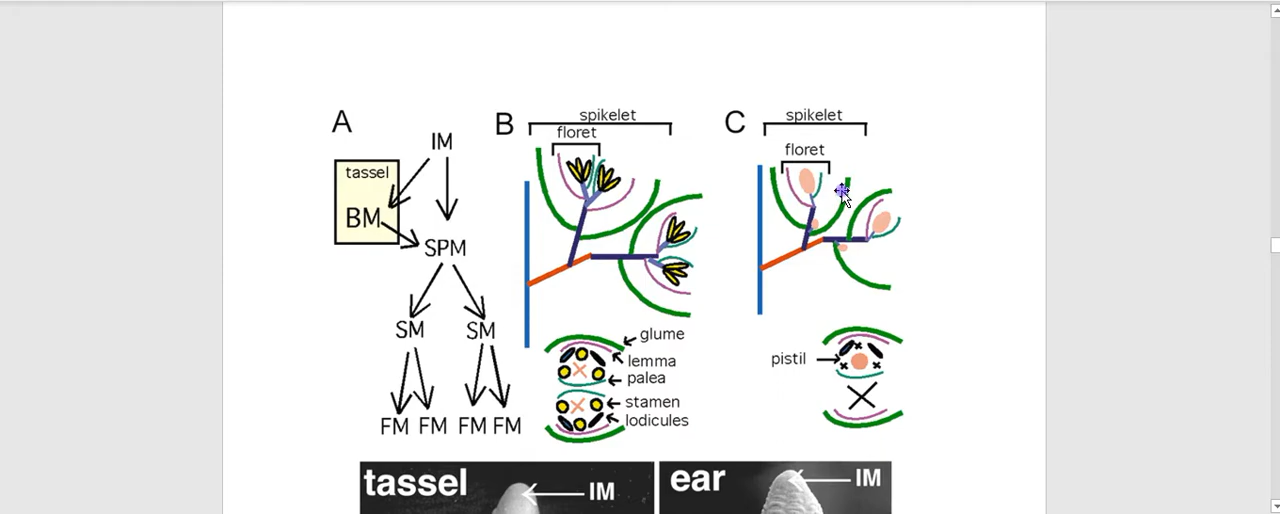 A
IM
tassel
BM
SPM
SM SM
FM FM FM FM
B
spikelet
floret
glume
lemma
palea
stamen
lodicules
C
spikelet
floret
pistil
tassel
IM
ear
IM